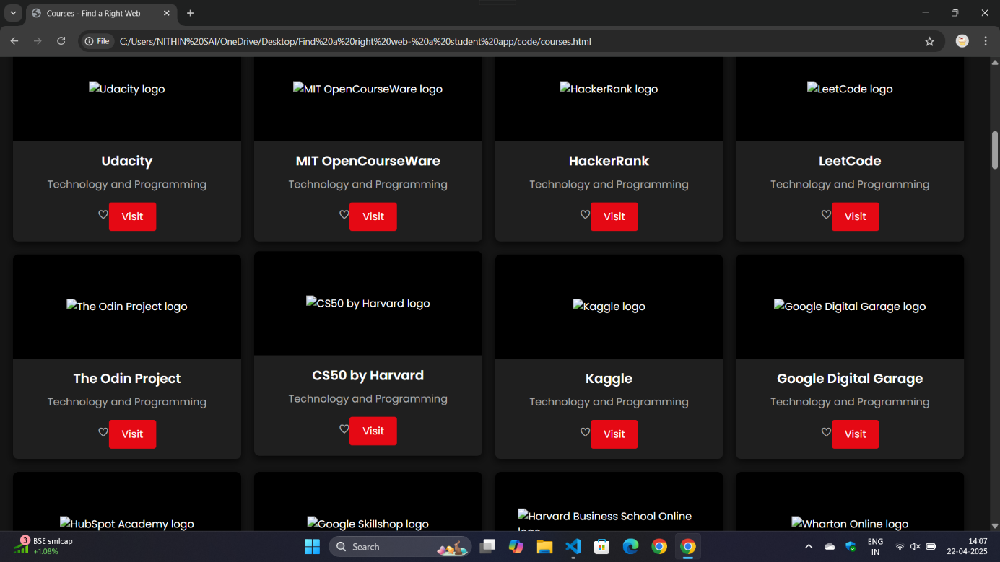 Courses - Find a Right Web
File
C:/Users/NITHIN%20SAI/OneDrive/Desktop/Find%20a%20right%20web-%20a%20student%20app/code/courses.html
Udacity logo
MIT OpenCourseWare logo
HackerRank logo
LeetCode logo
Udacity
MIT OpenCourseWare
HackerRank
LeetCode
Technology and Programming
Technology and Programming
Technology and Programming
Technology and Programming
Visit
Visit
Visit
Visit
The Odin Project logo
CS50 by Harvard logo
Kaggle logo
Google Digital Garage logo
The Odin Project
CS50 by Harvard
Kaggle
Google Digital Garage
Technology and Programming
Technology and Programming
Technology and Programming
Technology and Programming
Visit
Visit
Visit
Visit
HubSpot Academy logo
Google Skillshop logo
Harvard Business School Online
logo
Wharton Online logo
3
BSE smlcap
+1.08%
Search
ENG
IN
14:07
22-04-2025